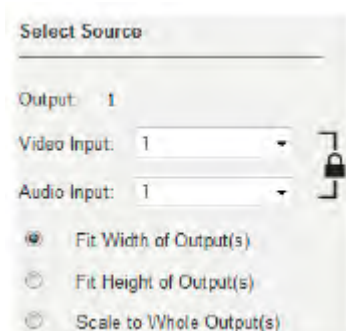 Select Source
Output: 1
Video Input: 1
Audio Input: 1
Fit Width of Output(s)
Fit Height of Output(s)
Scale to Whole Output(s)